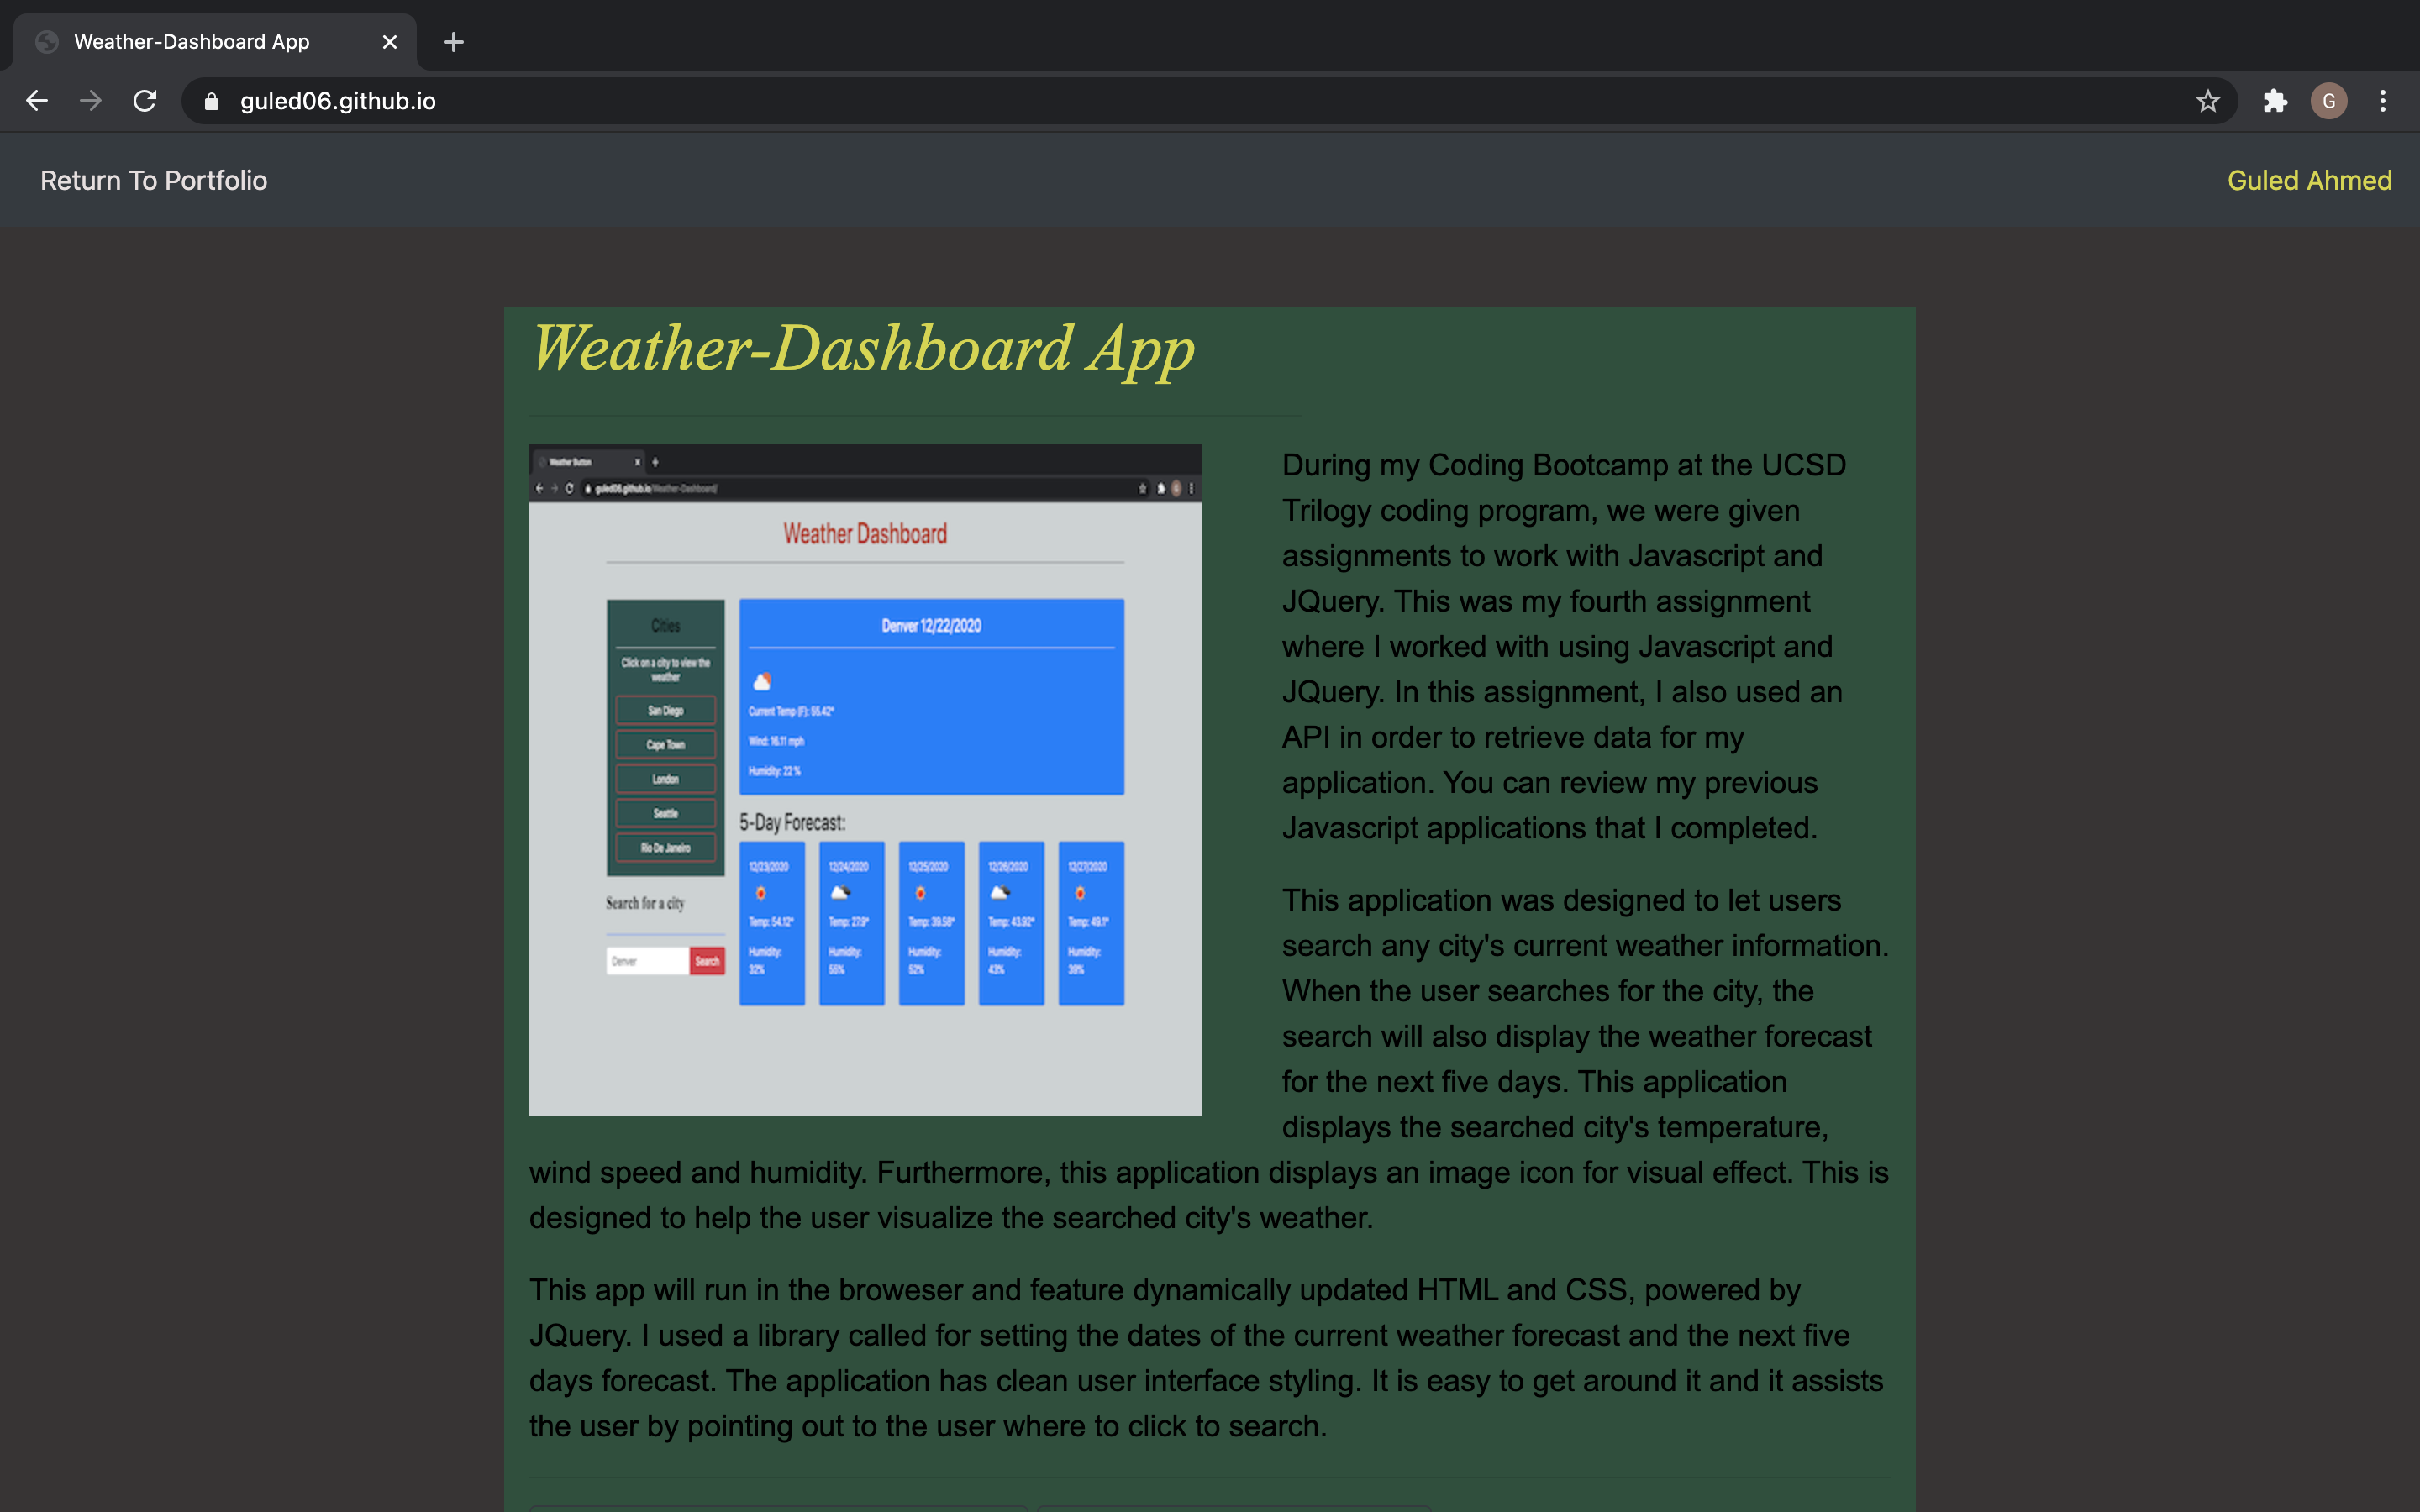 Weather-Dashboard App
guled06.github.io
G
Return To Portfolio
Guled Ahmed
Weather-Dashboard App
Weather Button
guled06.github.io/Weather-Dashboard/
Weather Dashboard
Cities
Click on a city to view the
weather
San Diego
Cape Town
London
Seattle
Rio De Janeiro
Search for a city
Denver
Search
Denver 12/22/2020
Current Temp (F): 55.42°
Wind: 16.11 mph
Humidity: 22 %
5-Day Forecast:
12/23/2020
Temp: 54.12°
Humidity:
32%
12/24/2020
Temp: 27.9°
Humidity:
55%
12/25/2020
Temp: 39.58°
Humidity:
52%
12/26/2020
Temp: 43.92°
Humidity:
43%
12/27/2020
Temp: 49.1°
Humidity:
39%
During my Coding Bootcamp at the UCSD
Trilogy coding program, we were given
assignments to work with Javascript and
JQuery. This was my fourth assignment
where I worked with using Javascript and
JQuery. In this assignment, I also used an
API in order to retrieve data for my
application. You can review my previous
Javascript applications that I completed.
This application was designed to let users
search any city's current weather information.
When the user searches for the city, the
search will also display the weather forecast
for the next five days. This application
displays the searched city's temperature,
wind speed and humidity. Furthermore, this application displays an image icon for visual effect. This is
designed to help the user visualize the searched city's weather.
This app will run in the broweser and feature dynamically updated HTML and CSS, powered by
JQuery. I used a library called for setting the dates of the current weather forecast and the next five
days forecast. The application has clean user interface styling. It is easy to get around it and it assists
the user by pointing out to the user where to click to search.